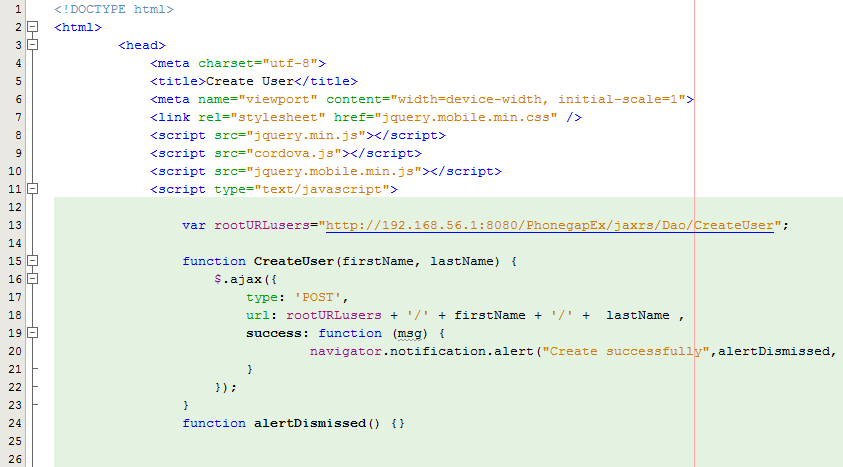 1 <!DOCTYPE html>
2 <html>
3 <head>
4 <meta charset="utf-8">
5 <title>Create User</title>
6 <meta name="viewport" content="width=device-width, initial-scale=1">
7 <link rel="stylesheet" href="jquery.mobile.min.css" />
8 <script src="jquery.min.js"></script>
9 <script src="cordova.js"></script>
10 <script src="jquery.mobile.min.js"></script>
11 <script type="text/javascript">
12
13 var rootURLusers="http://192.168.56.1:8080/PhonegapEx/jaxrs/Dao/CreateUser";
14
15 function CreateUser(firstName, lastName) {
16 $.ajax({
17 type: 'POST',
18 url: rootURLusers + '/' + firstName + '/' +  lastName ,
19 success: function (msg) {
20 navigator.notification.alert("Create successfully",alertDismissed,
21 }
22 });
23 }
24 function alertDismissed() {}
25
26